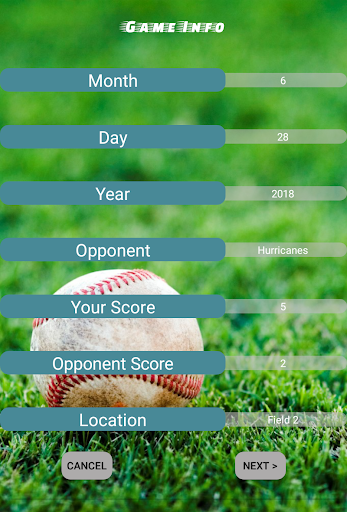 Game Info
Month 6
Day 28
Year 2018
Opponent Hurricanes
Your Score 5
Opponent Score 2
Location Field 2
CANCEL NEXT >